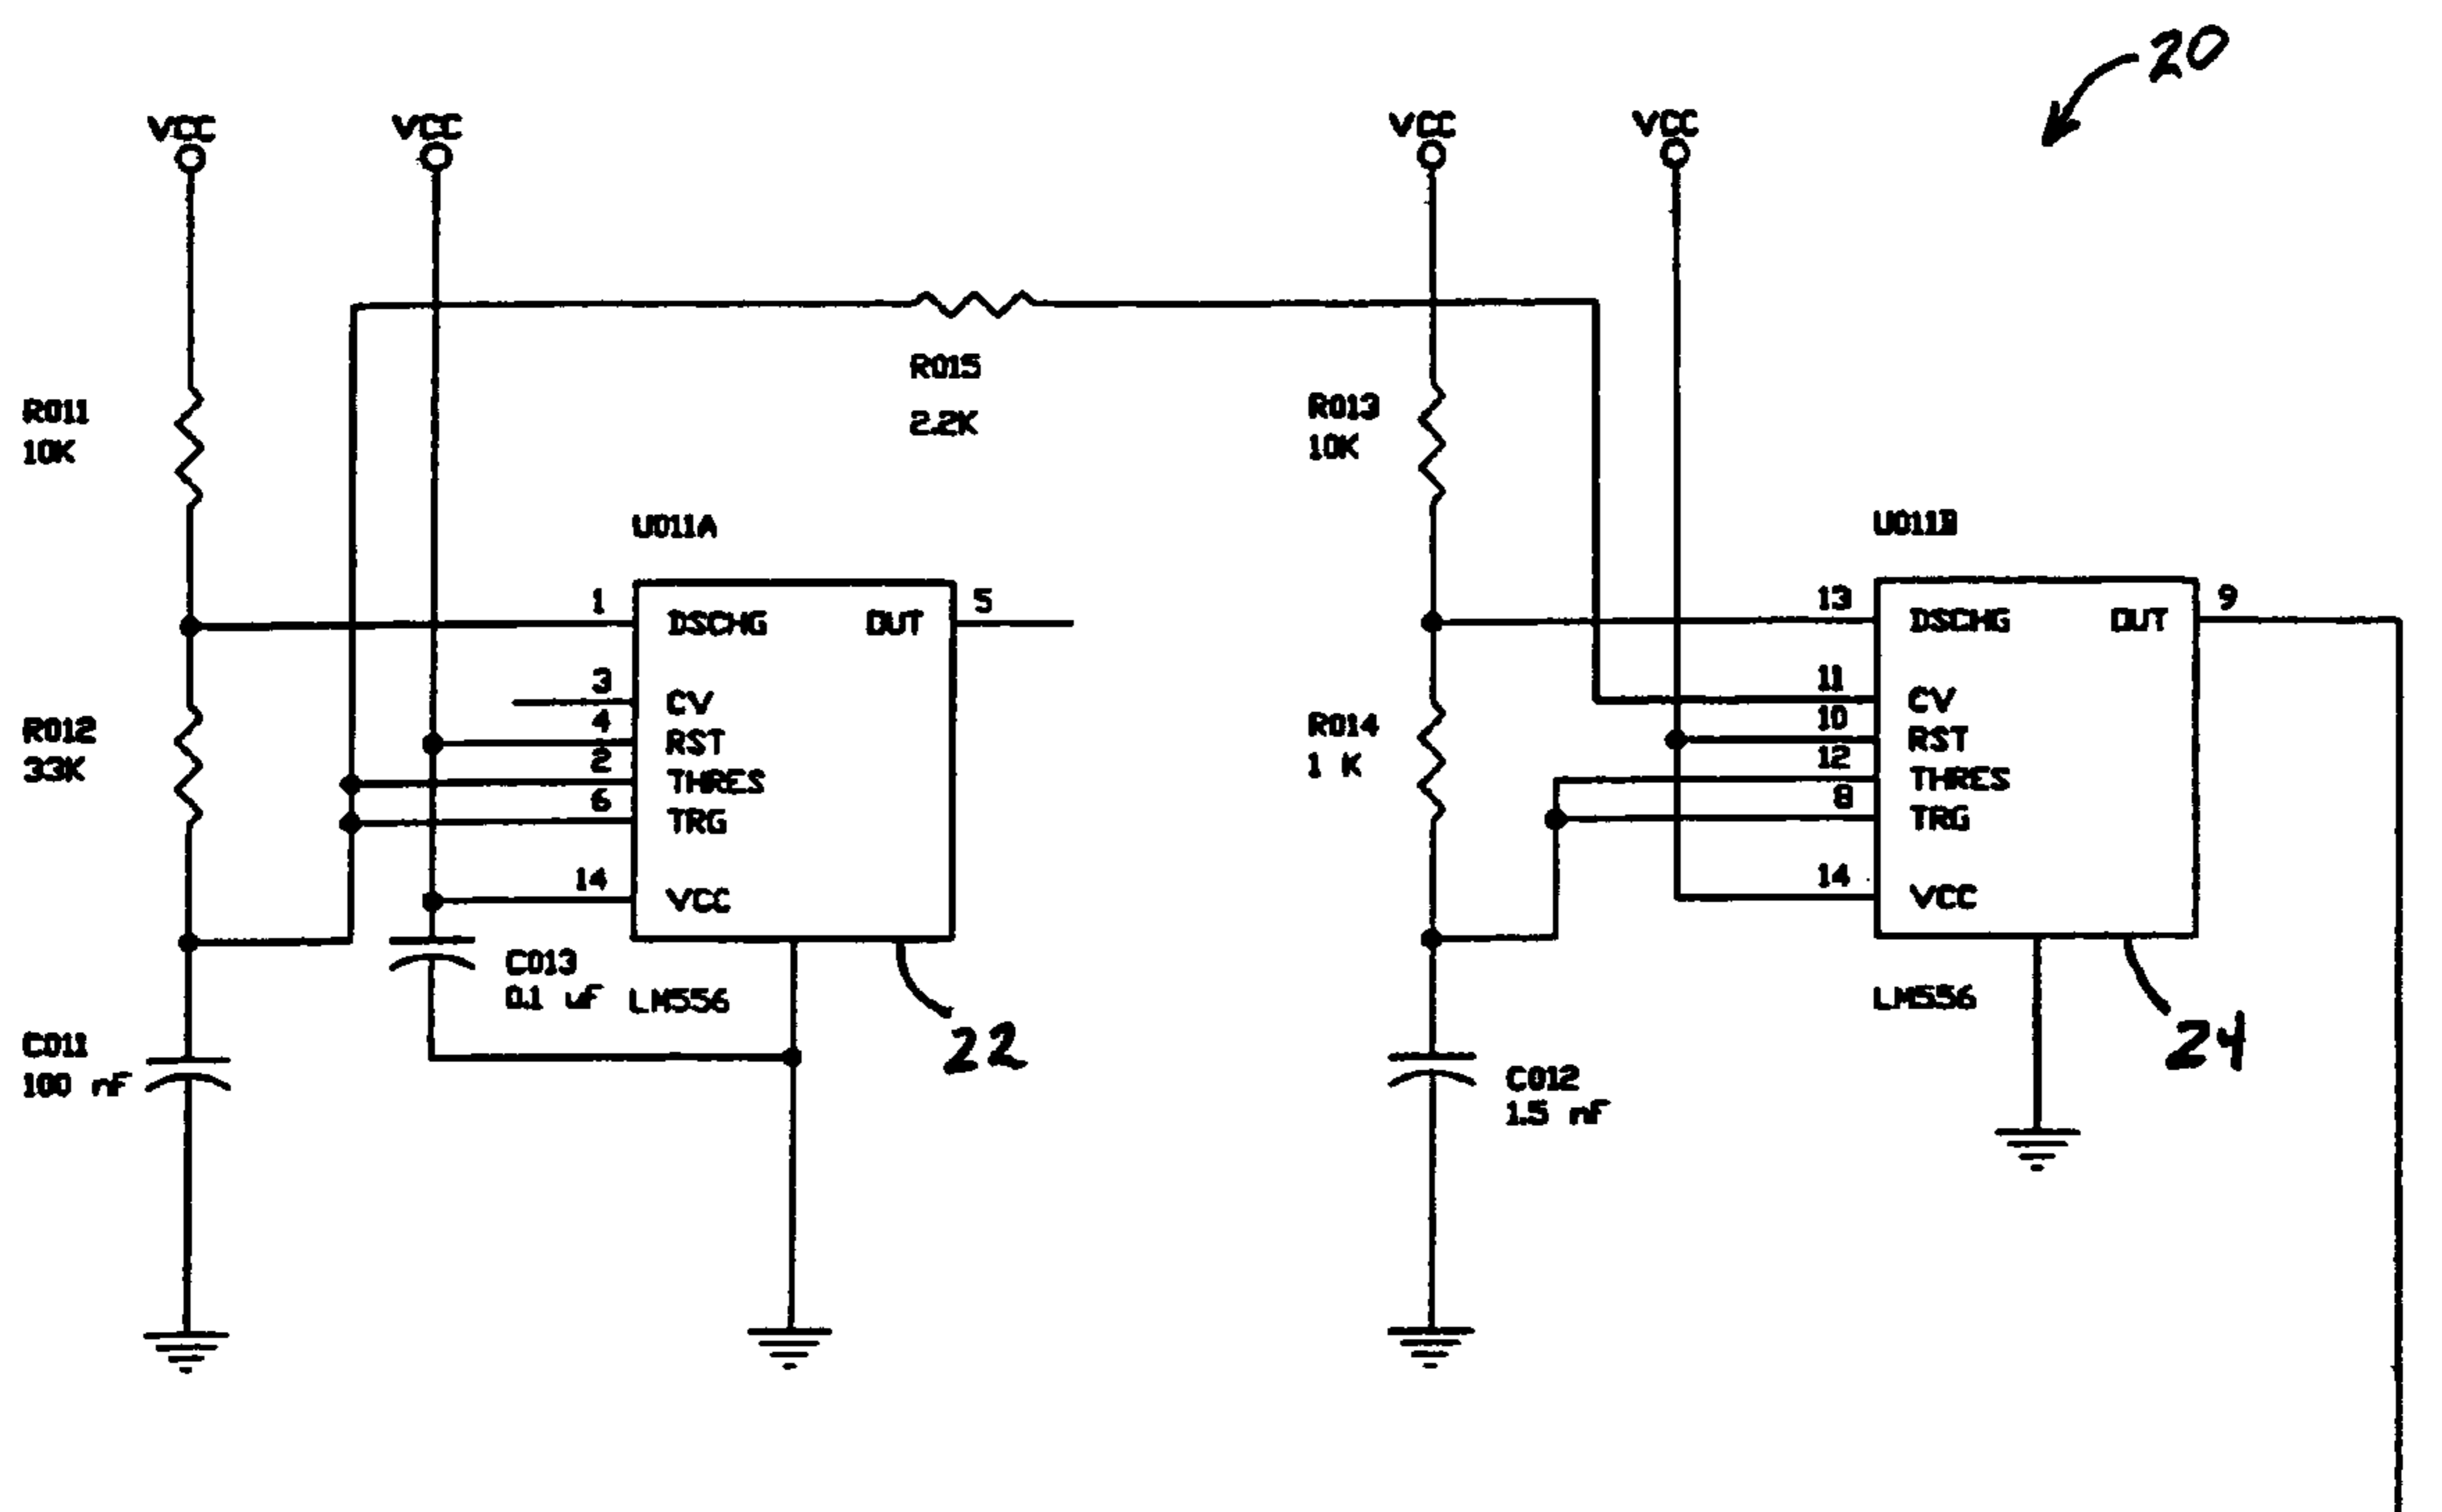 20
VCC
VCC
VCC
VCC
R015
2.2K
R011
10K
R013
10K
U011A
U011B
1
DSCHG
OUT
5
13
DSCHG
OUT
9
3
CV
4
RST
2
THRES
6
TRG
14
VCC
11
CV
10
RST
12
THRES
8
TRG
14
VCC
R012
33K
R014
1 K
C013
0.1 uF
LM556
22
LM556
24
C011
100 nF
C012
1.5 nF